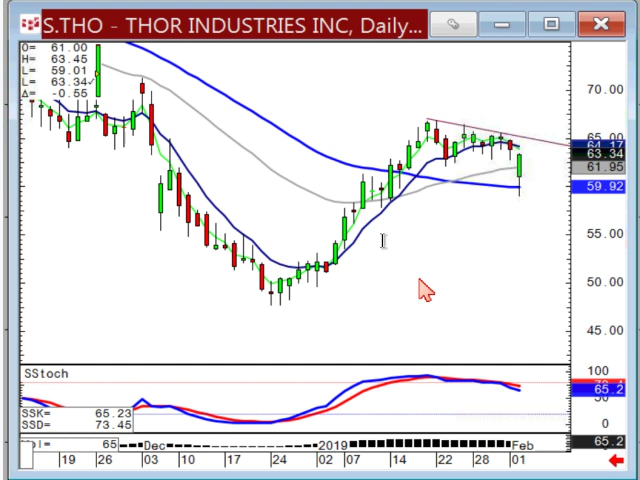 S.THO - THOR INDUSTRIES INC, Daily...
O= 61.00
H= 63.45
L= 59.01
L= 63.34✓
Δ= -0.55
70.00
65.00
64.17
63.34
61.95
59.92
55.00
50.00
45.00
SStoch
100
50
65.2
0
SSK= 65.23
SSD= 73.45
65
65.2
Dec 2019 Feb
19 26 03 10 17 24 02 07 14 22 28 01